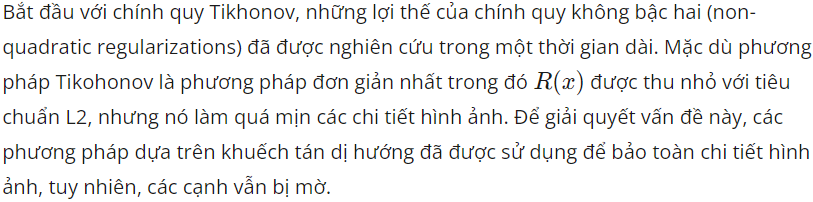 Bắt đầu với chính quy Tikhonov, những lợi thế của chính quy không bậc hai (non-
quadratic regularizations) đã được nghiên cứu trong một thời gian dài. Mặc dù phương
pháp Tikohonov là phương pháp đơn giản nhất trong đó R(x) được thu nhỏ với tiêu
chuẩn L2, nhưng nó làm quá mịn các chi tiết hình ảnh. Để giải quyết vấn đề này, các
phương pháp dựa trên khuếch tán dị hướng đã được sử dụng để bảo toàn chi tiết hình
ảnh, tuy nhiên, các cạnh vẫn bị mờ.